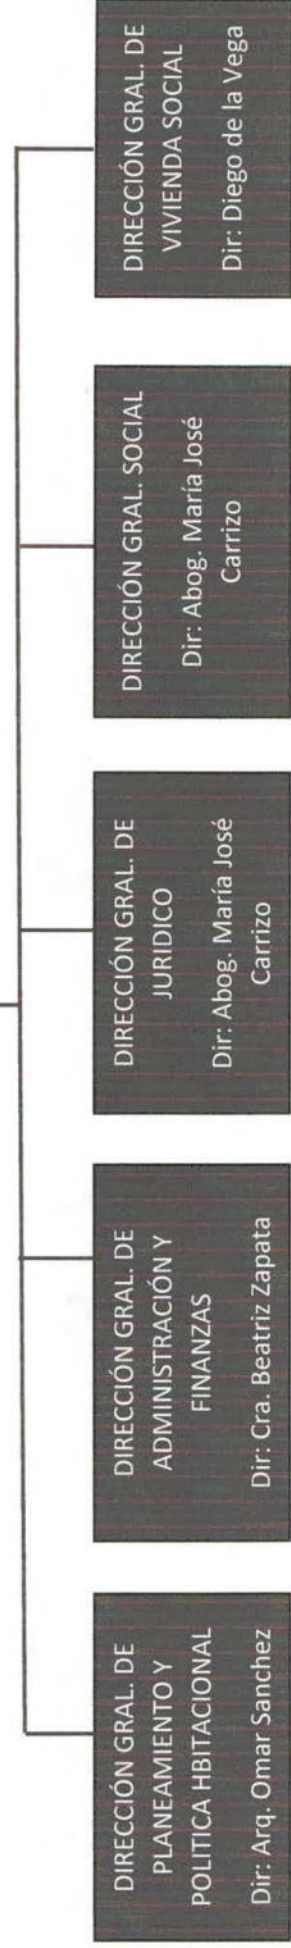 DIRECCIÓN GRAL. DE
PLANEAMIENTO Y
POLITICA HBITACIONAL
Dir: Arq. Omar Sanchez
DIRECCIÓN GRAL. DE
ADMINISTRACIÓN Y
FINANZAS
Dir: Cra. Beatriz Zapata
DIRECCIÓN GRAL. DE
JURIDICO
Dir: Abog. María José
Carrizo
DIRECCIÓN GRAL. SOCIAL
Dir: Abog. María José
Carrizo
DIRECCIÓN GRAL. DE
VIVIENDA SOCIAL
Dir: Diego de la Vega